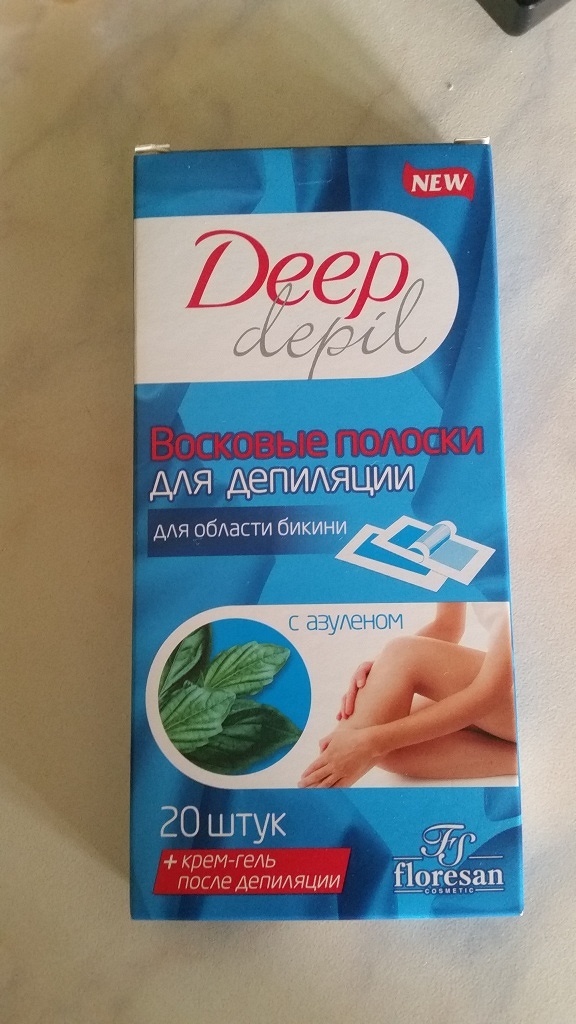 NEW
Deep
depil
Восковые полоски
для депиляции
для области бикини
с азуленом
20 штук
+ крем-гель
после депиляции
FS
floresan
COSMETIC